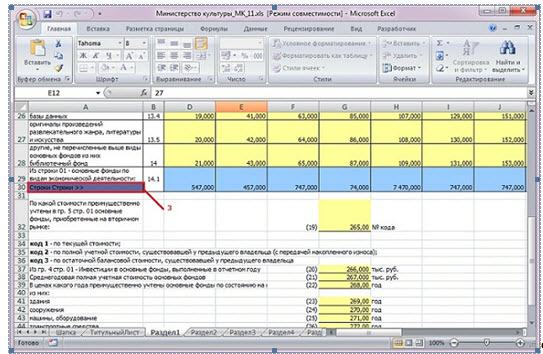 Министерство культуры_МК_11.xls [Режим совместимости] - Microsoft Excel
Главная Вставка Разметка страницы Формулы Данные Рецензирование Вид Разработчик
Tahoma 8 Общий Условное форматирование Вставить Σ
Вставить Ж К Ч % 000 Форматировать как таблицу Удалить Сортировка Найти и
Стили ячеек Формат и фильтр выделить
Буфер обмена Шрифт Выравнивание Число Стили Ячейки Редактирование
E12 fx 27
A B D E F G H I J
26 базы данных 13.4 19,000 41,000 63,000 85,000 107,000 129,000 151,000
оригиналы произведений
развлекательного жанра, литературы
27 и искусства 13.5 20,000 42,000 64,000 86,000 108,000 130,000 152,000
другие, не перечисленные выше виды
основных фондов из них
28 библиотечный фонд 14 21,000 43,000 65,000 87,000 109,000 131,000 153,000
Из строки 01 - основные фонды по
29 видам экономической деятельности: 14.1
30 Строки Строки >> 547,000 457,000 747,000 74,000 7 470,000 747,000 747,000
31 3
По какой стоимости преимущественно
учтены в гр. 5 стр. 01 основные
фонды, приобретенные на вторичном
32 рынке: (19) 265,00 № кода
33
34 код 1 - по текущей стоимости;
35 код 2 - по полной учетной стоимости, существовавшей у предыдущего владельца (с передачей накопленного износа);
36 код 3 - по остаточной балансовой стоимости, существовавшей у предыдущего владельца
37 Из гр. 4 стр. 01 - Инвестиции в основные фонды, выполненные в отчетном году (20) 266,000 тыс. руб.
38 Среднегодовая полная учетная стоимость основных фондов (21) 267,000 тыс. руб.
39 В ценах какого года преимущественно учтены основные фонды по состоянию на (22) 268,00 год
40 из них:
41 здания (23) 269,00 год
42 сооружения (24) 270,00 год
43 машины, оборудование (25) 271,00 год
44 транспортные средства (26) 272,00 год
Шапка ТитульныйЛист Раздел1 Раздел2 Раздел3 Раздел4 Разд
Готово 100%